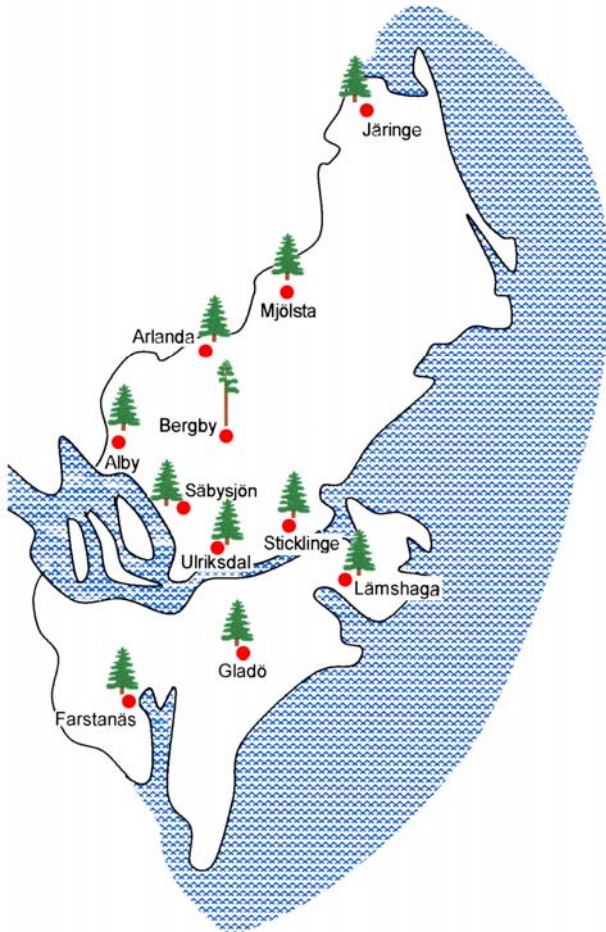 Järinge
Mjölsta
Arlanda
Bergby
Alby
Säbysjön
Sticklinge
Ulriksdal
Lämshaga
Gladö
Farstanäs